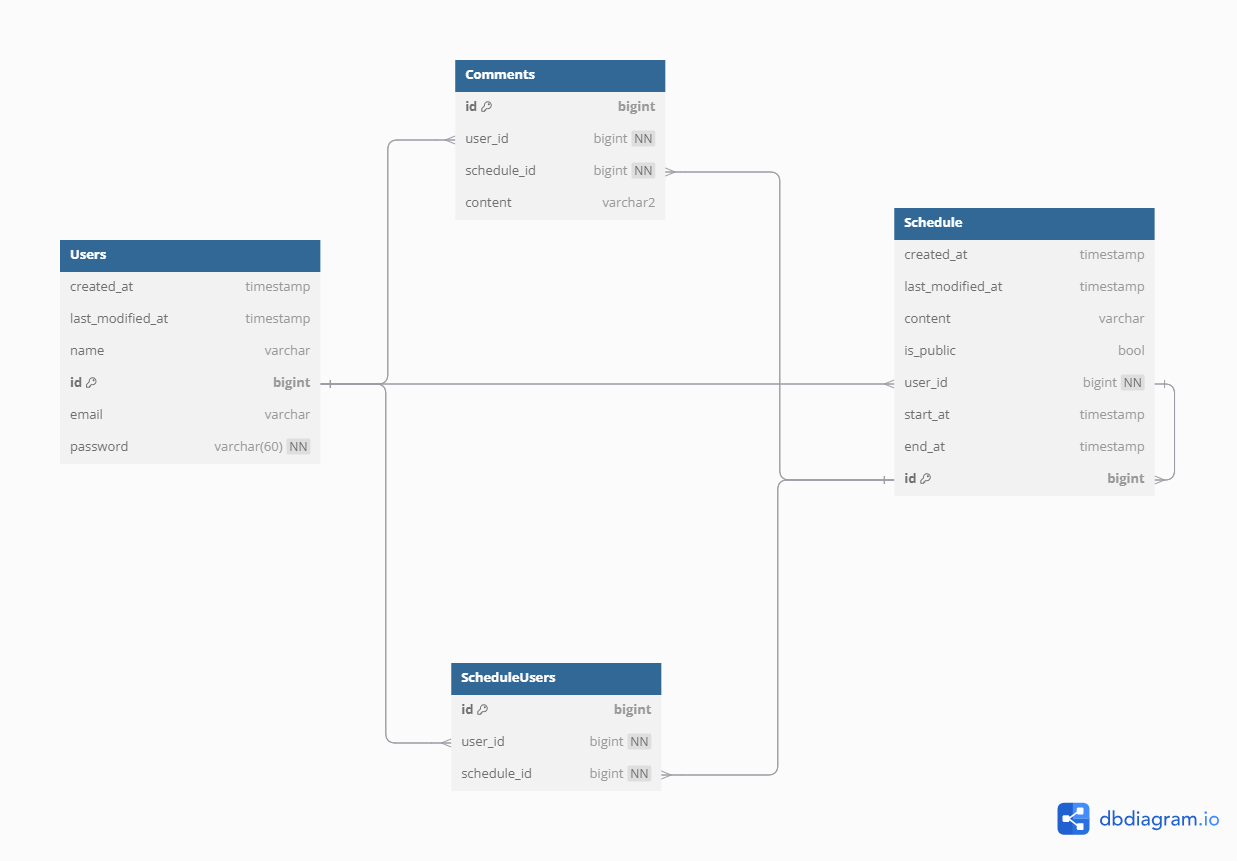 Comments
id bigint
user_id bigint NN
schedule_id bigint NN
content varchar2
Users
created_at timestamp
last_modified_at timestamp
name varchar
id bigint
email varchar
password varchar(60) NN
Schedule
created_at timestamp
last_modified_at timestamp
content varchar
is_public bool
user_id bigint NN
start_at timestamp
end_at timestamp
id bigint
ScheduleUsers
id bigint
user_id bigint NN
schedule_id bigint NN
dbdiagram.io